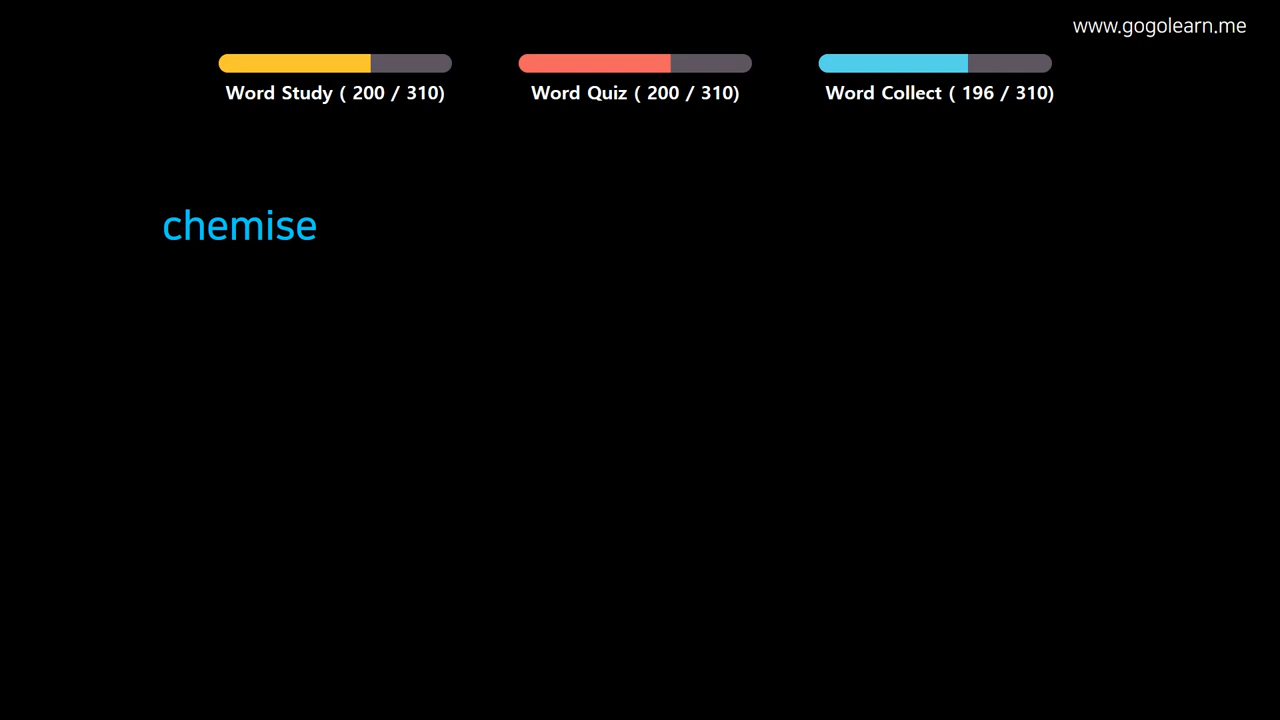 www.gogolearn.me
Word Study ( 200 / 310)
Word Quiz ( 200 / 310)
Word Collect ( 196 / 310)
chemise